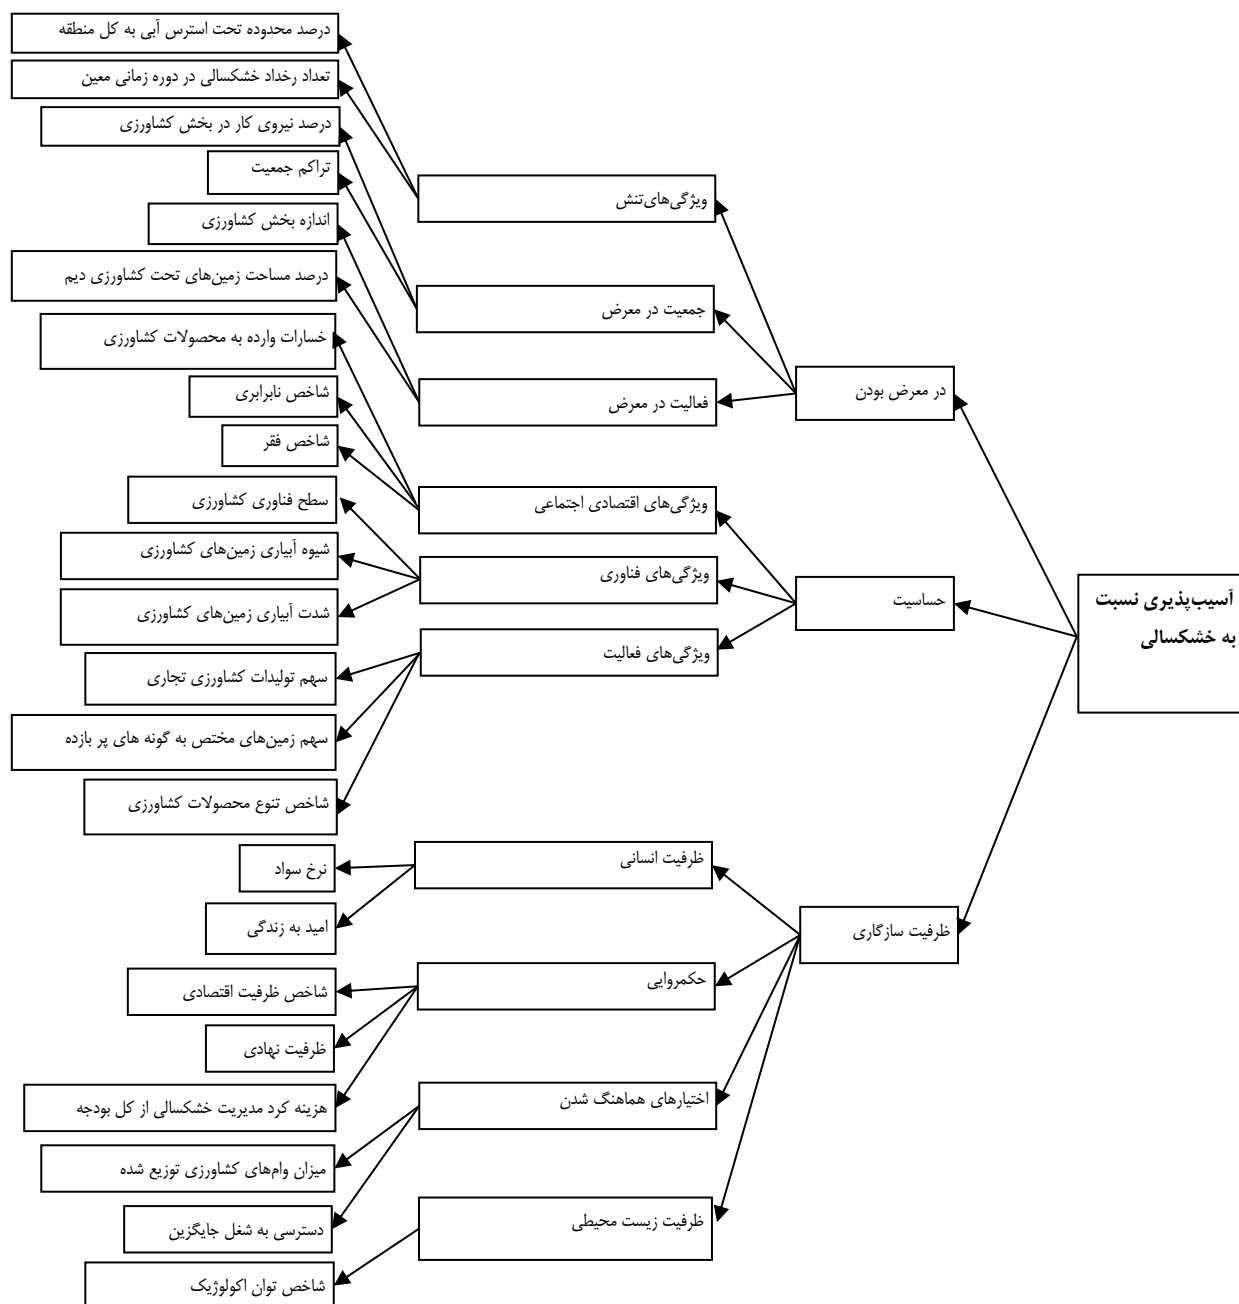 آسیب‌پذیری نسبت
به خشکسالی
در معرض بودن
حساسیت
ظرفیت سازگاری
ویژگی‌های‌تنش
جمعیت در معرض
فعالیت در معرض
ویژگی‌های اقتصادی اجتماعی
ویژگی‌های فناوری
ویژگی‌های فعالیت
ظرفیت انسانی
حکمروایی
اختیارهای هماهنگ شدن
ظرفیت زیست محیطی
درصد محدوده تحت استرس آبی به کل منطقه
تعداد رخداد خشکسالی در دوره زمانی معین
درصد نیروی کار در بخش کشاورزی
تراکم جمعیت
اندازه بخش کشاورزی
درصد مساحت زمین‌های تحت کشاورزی دیم
خسارات وارده به محصولات کشاورزی
شاخص نابرابری
شاخص فقر
سطح فناوری کشاورزی
شیوه آبیاری زمین‌های کشاورزی
شدت آبیاری زمین‌های کشاورزی
سهم تولیدات کشاورزی تجاری
سهم زمین‌های مختص به گونه های پر بازده
شاخص تنوع محصولات کشاورزی
نرخ سواد
امید به زندگی
شاخص ظرفیت اقتصادی
ظرفیت نهادی
هزینه کرد مدیریت خشکسالی از کل بودجه
میزان وام‌های کشاورزی توزیع شده
دسترسی به شغل جایگزین
شاخص توان اکولوژیک